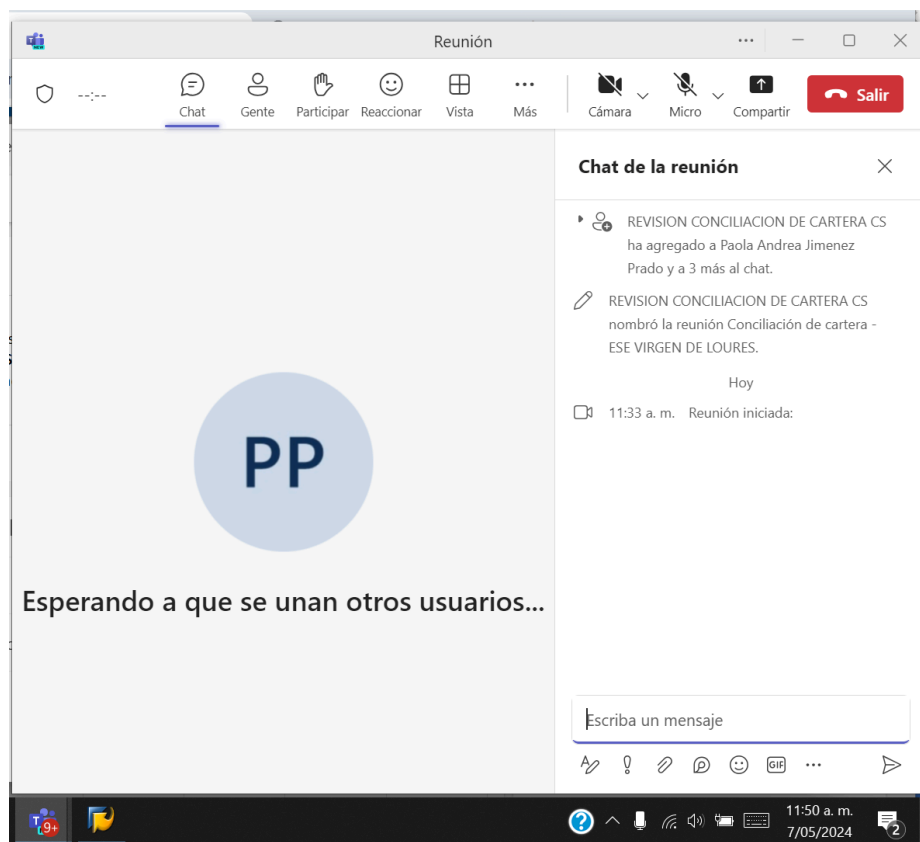 Reunión
--:--
Chat
Gente
Participar
Reaccionar
Vista
Más
Cámara
Micro
Compartir
Salir
Chat de la reunión
REVISION CONCILIACION DE CARTERA CS
ha agregado a Paola Andrea Jimenez
Prado y a 3 más al chat.
REVISION CONCILIACION DE CARTERA CS
nombró la reunión Conciliación de cartera -
ESE VIRGEN DE LOURES.
Hoy
11:33 a. m. Reunión iniciada:
PP
Esperando a que se unan otros usuarios...
Escriba un mensaje
GIF
9+
11:50 a. m.
7/05/2024
2